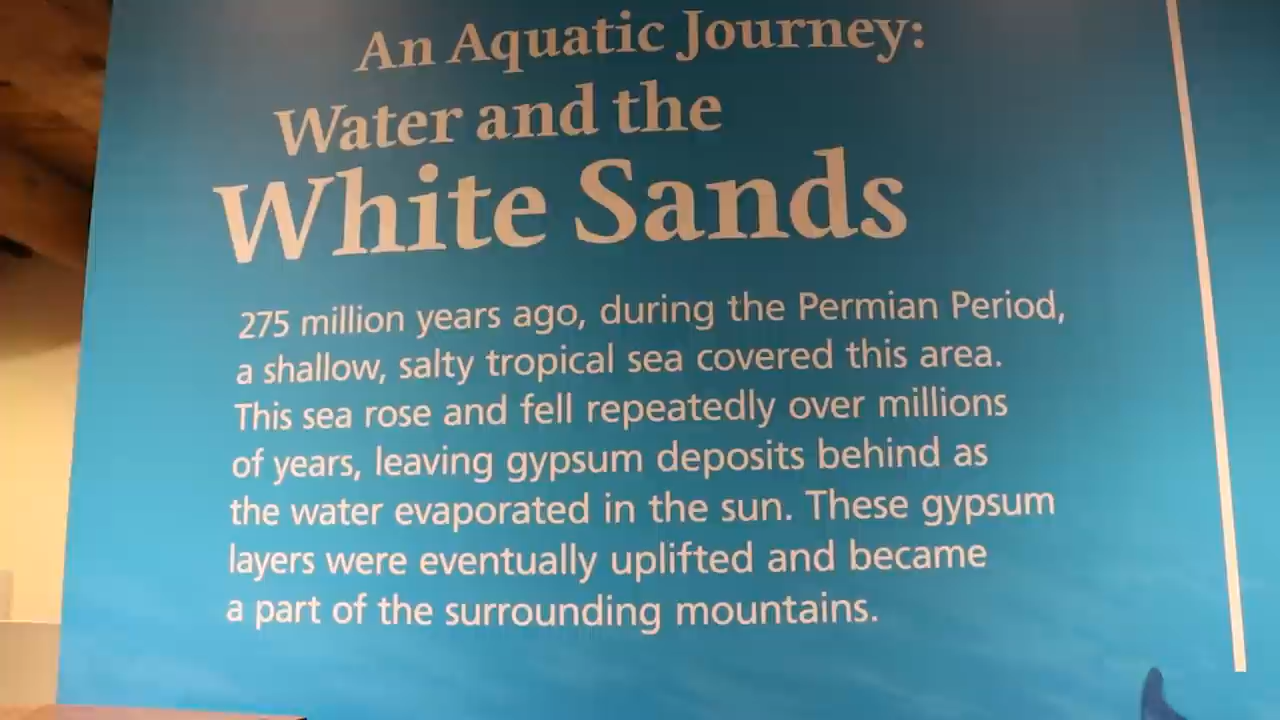 An Aquatic Journey:
Water and the
White Sands
275 million years ago, during the Permian Period,
a shallow, salty tropical sea covered this area.
This sea rose and fell repeatedly over millions
of years, leaving gypsum deposits behind as
the water evaporated in the sun. These gypsum
layers were eventually uplifted and became
a part of the surrounding mountains.